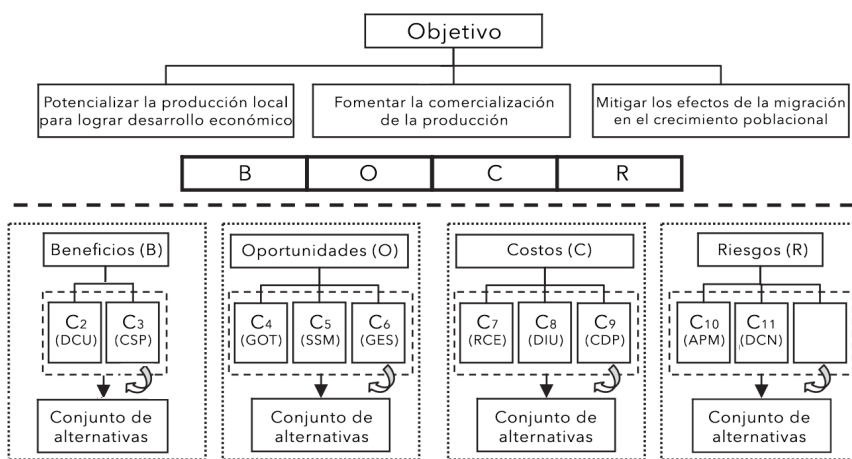 Objetivo
Potencializar la producción local
para lograr desarrollo económico
Fomentar la comercialización
de la producción
Mitigar los efectos de la migración
en el crecimiento poblacional
B
O
C
R
Beneficios (B)
C2
(DCU)
C3
(CSP)
Conjunto de
alternativas
Oportunidades (O)
C4
(GOT)
C5
(SSM)
C6
(GES)
Conjunto de
alternativas
Costos (C)
C7
(RCE)
C8
(DIU)
C9
(CDP)
Conjunto de
alternativas
Riesgos (R)
C10
(APM)
C11
(DCN)
Conjunto de
alternativas